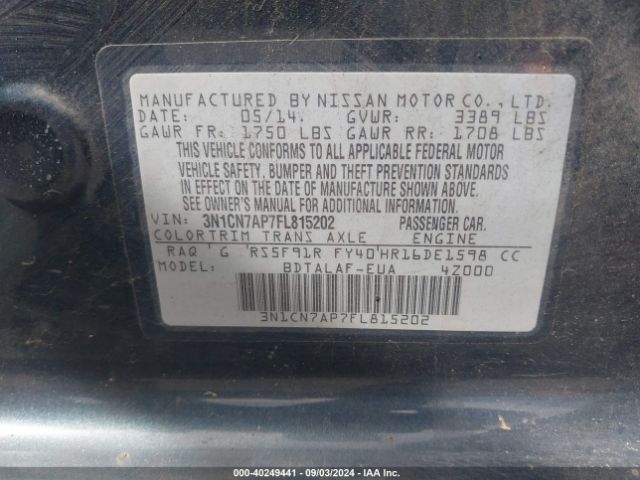 MANUFACTURED BY NISSAN MOTOR CO., LTD.
DATE: 05/14. GVWR: 3389 LBS
GAWR FR: 1750 LBS GAWR RR: 1708 LBS
THIS VEHICLE CONFORMS TO ALL APPLICABLE FEDERAL MOTOR
VEHICLE SAFETY, BUMPER AND THEFT PREVENTION STANDARDS
IN EFFECT ON THE DATE OF MANUFACTURE SHOWN ABOVE.
SEE OWNER'S MANUAL FOR ADDITIONAL INFORMATION.
VIN: 3N1CN7AP7FL815202 PASSENGER CAR.
COLOR TRIM TRANS AXLE ENGINE
RAQ 'G RS5F91R FY40'HR16DE1598 CC
MODEL: BDTALAF-EUA 4Z000
3N1CN7AP7FL815202
000-40249441 - 09/03/2024 - IAA Inc.